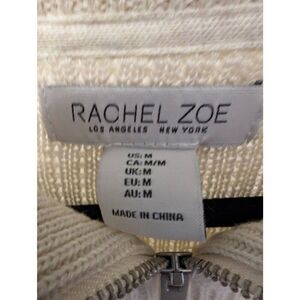 RACHEL ZOE
LOS ANGELES NEW YORK
US: M
CA: M/M
UK: M
EU: M
AU: M
MADE IN CHINA